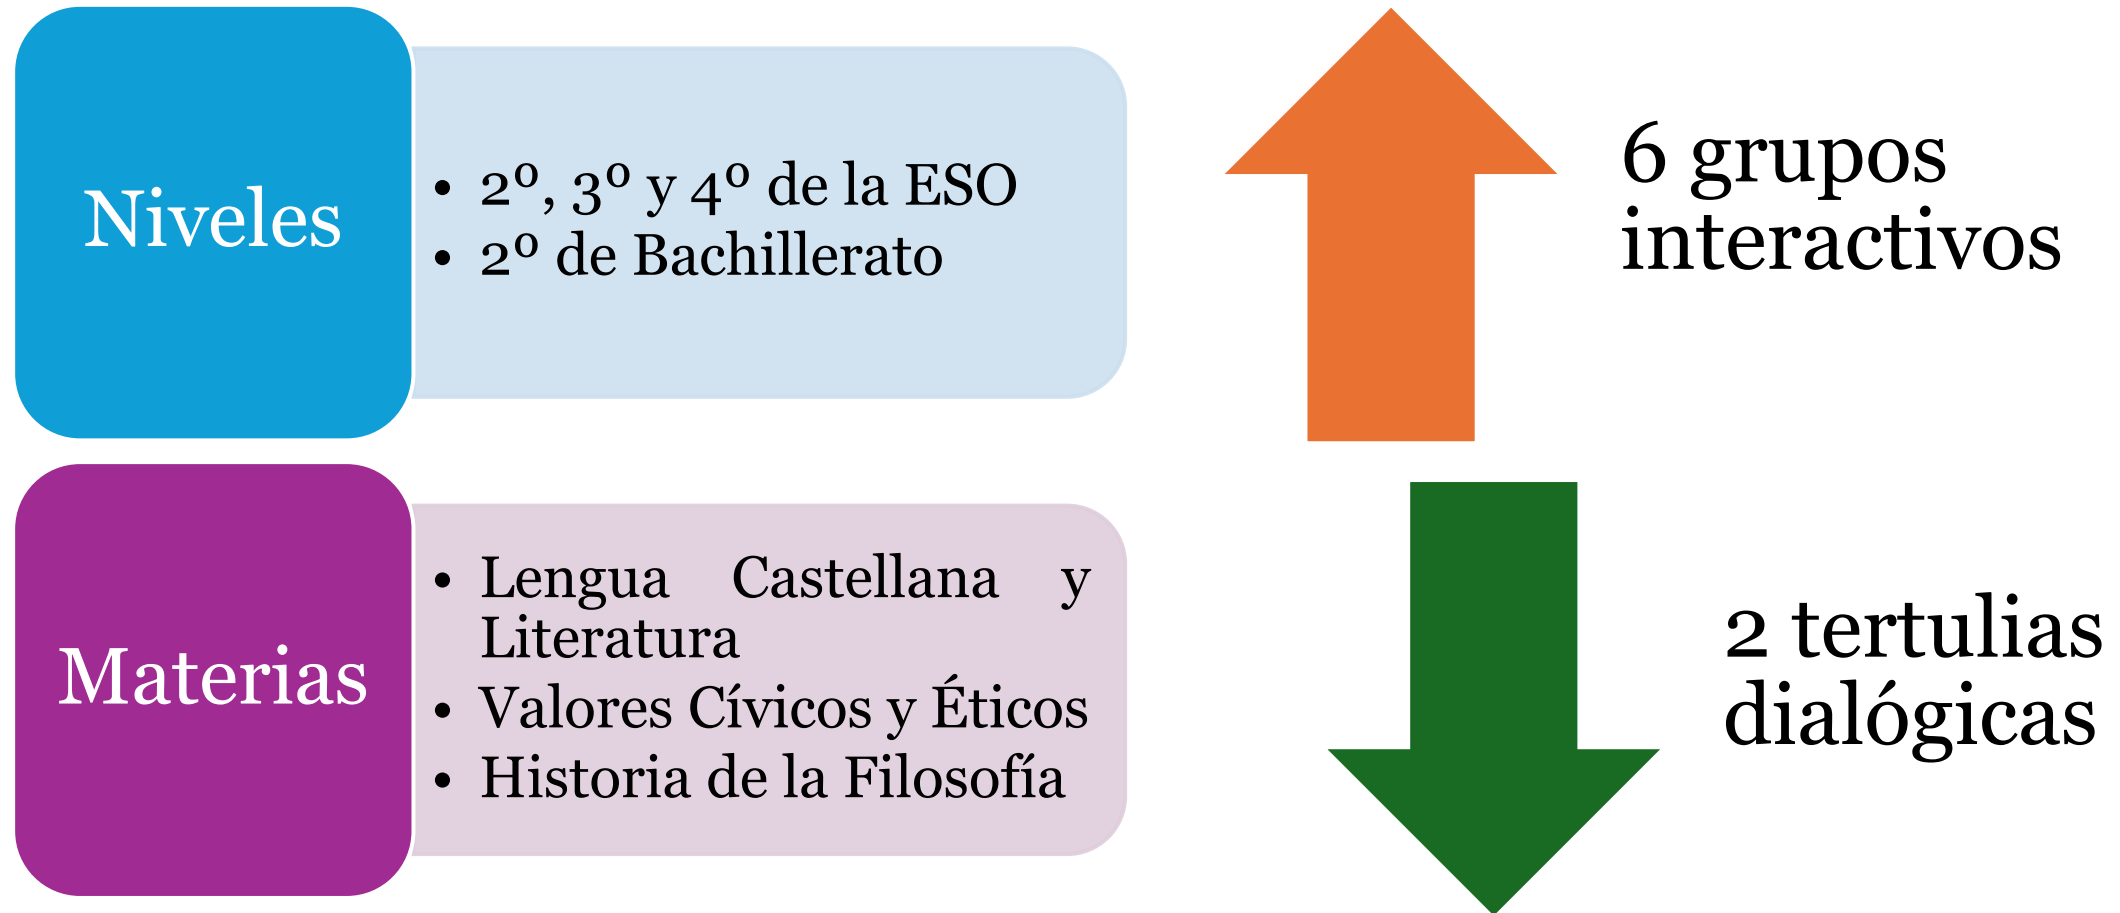 Niveles
• 2º, 3º y 4º de la ESO
• 2º de Bachillerato
Materias
• Lengua Castellana y
Literatura
• Valores Cívicos y Éticos
• Historia de la Filosofía
6 grupos
interactivos
2 tertulias
dialógicas